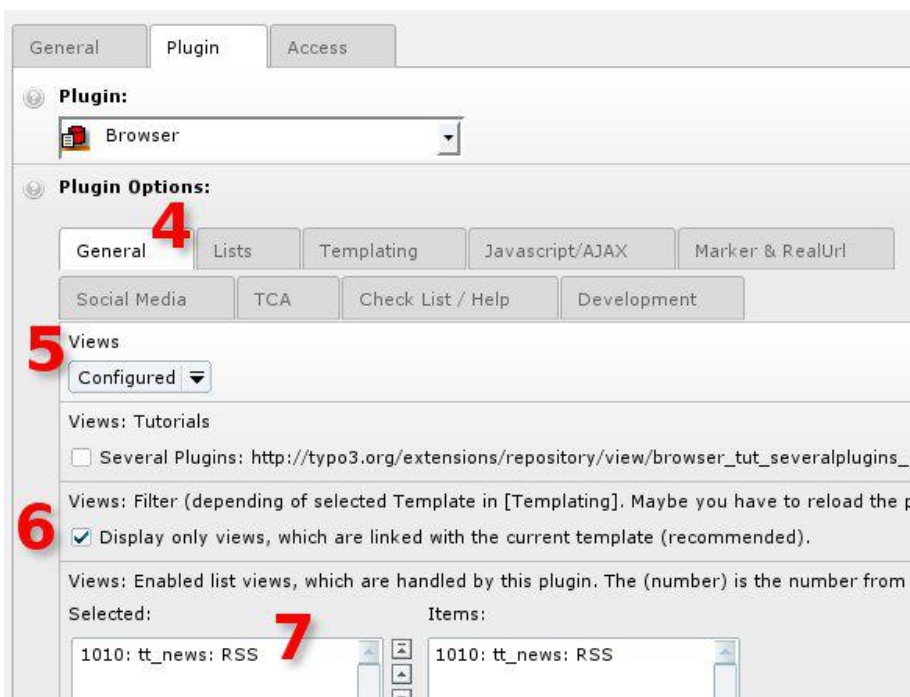 General Plugin Access
Plugin:
Browser
Plugin Options:
4
General Lists Templating Javascript/AJAX Marker & RealUrl
Social Media TCA Check List / Help Development
5
Views
Configured
Views: Tutorials
Several Plugins: http://typo3.org/extensions/repository/view/browser_tut_severalplugins_
Views: Filter (depending of selected Template in [Templating]. Maybe you have to reload the p
6
Display only views, which are linked with the current template (recommended).
Views: Enabled list views, which are handled by this plugin. The (number) is the number from
Selected: Items:
7
1010: tt_news: RSS 1010: tt_news: RSS